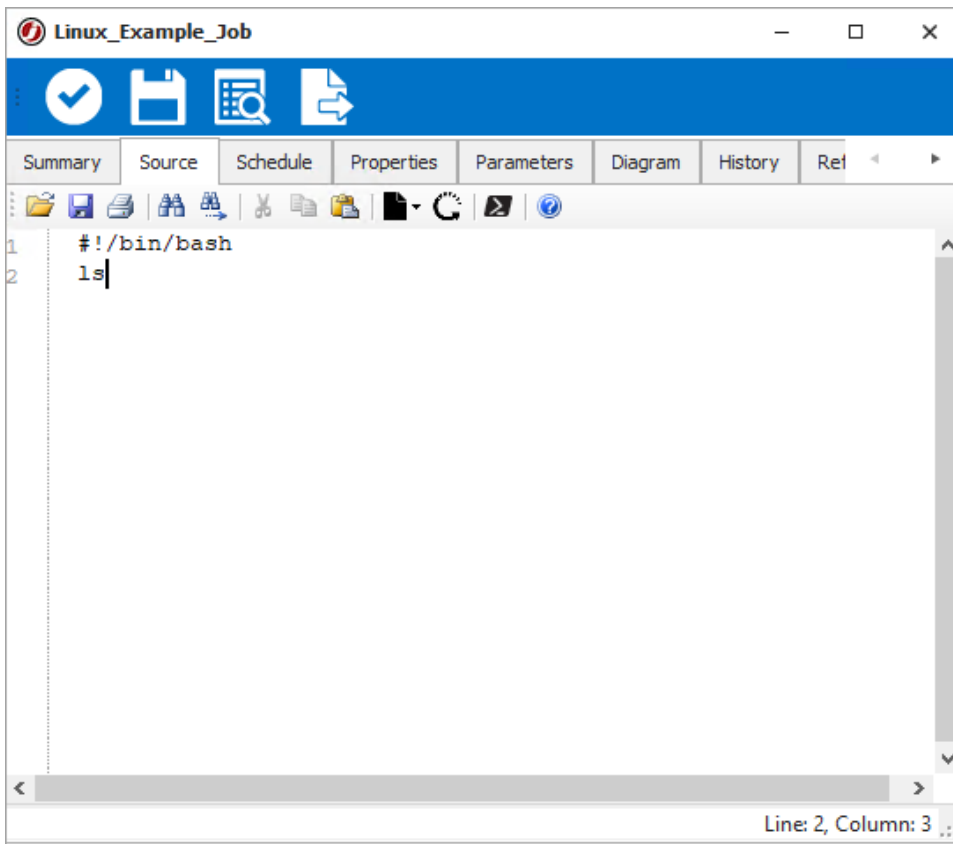 Linux_Example_Job
Summary Source Schedule Properties Parameters Diagram History Ref
1 #!/bin/bash
2 ls
Line: 2, Column: 3